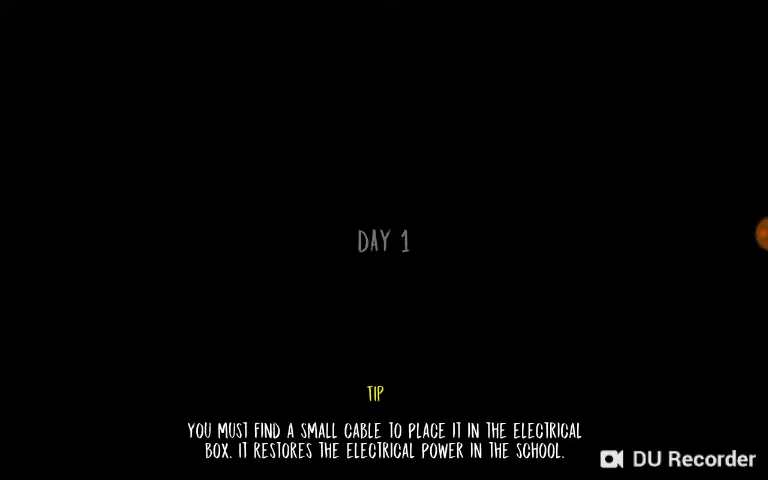 DAY 1
TIP
YOU MUST FIND A SMALL CABLE TO PLACE IT IN THE ELECTRICAL
BOX. IT RESTORES THE ELECTRICAL POWER IN THE SCHOOL.
DU Recorder